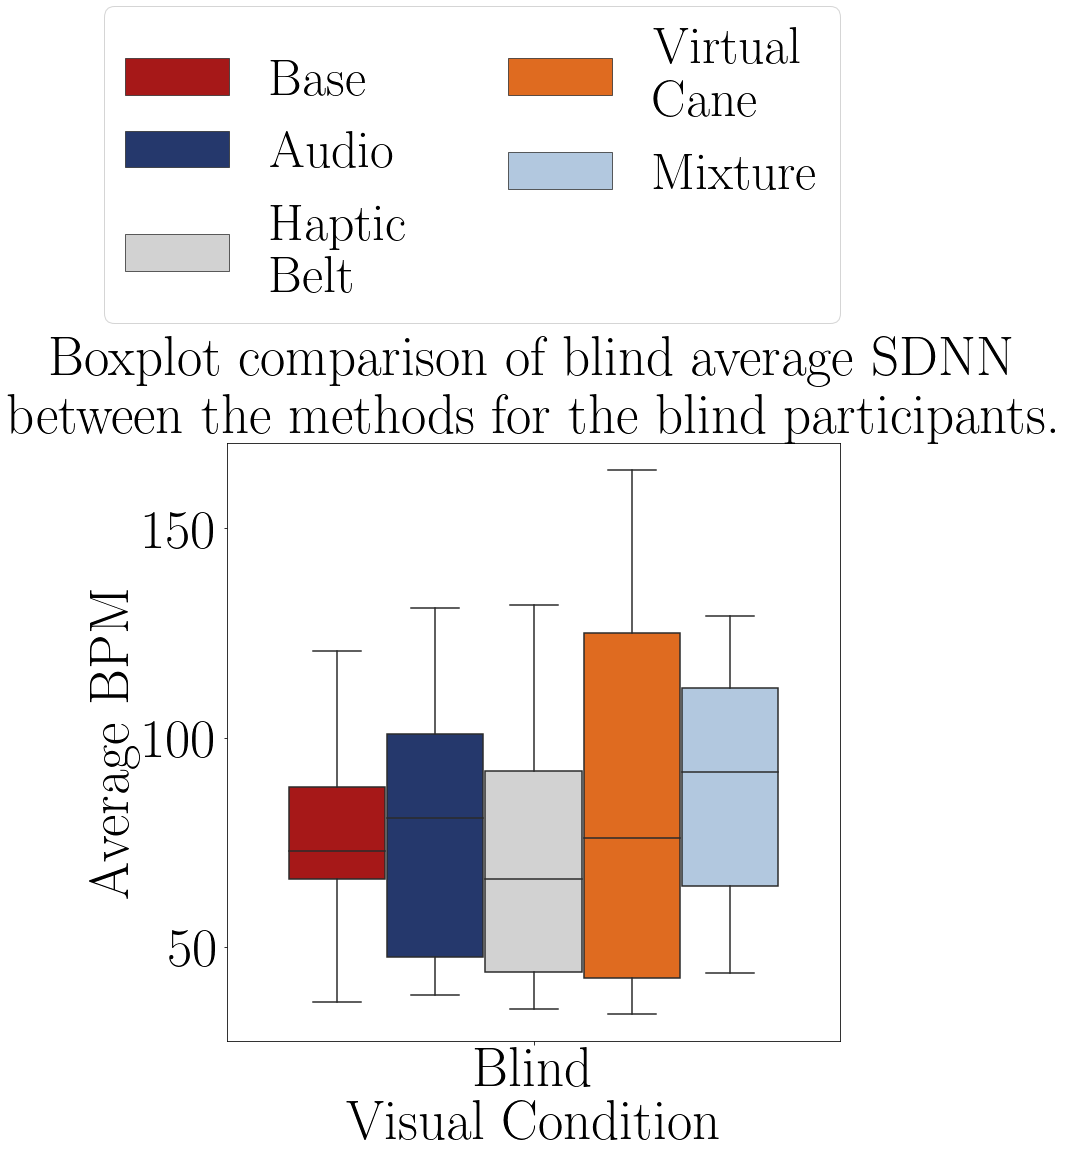 Base
Audio
Haptic
Belt
Virtual
Cane
Mixture
Boxplot comparison of blind average SDNN
between the methods for the blind participants.
Average BPM
150
100
50
Blind
Visual Condition